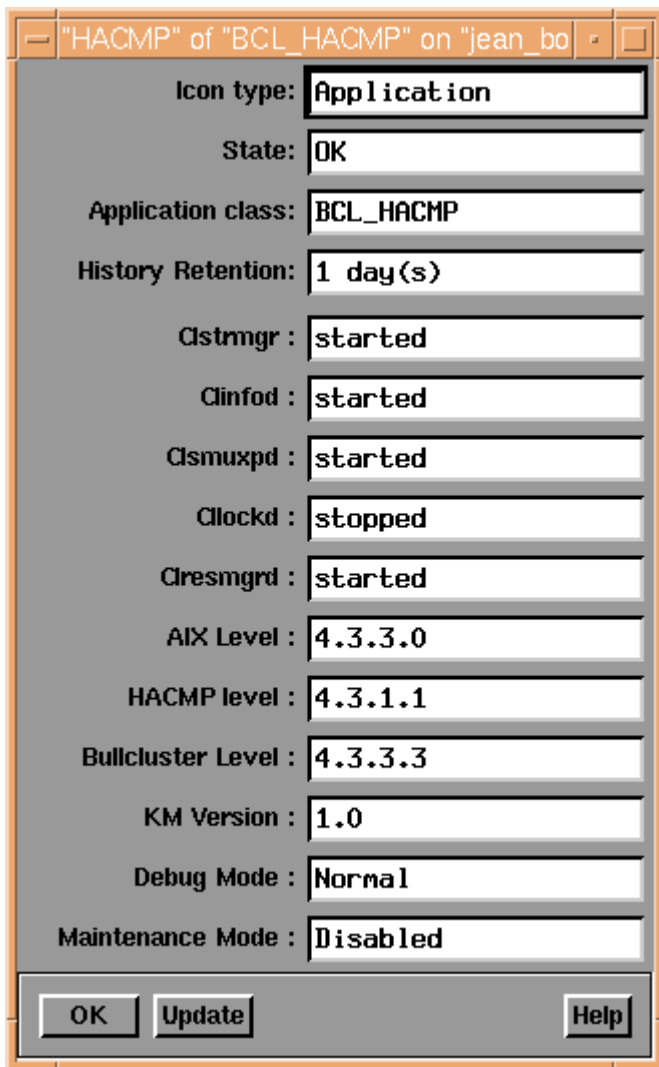 "HACMP" of "BCL_HACMP" on "jean_bo
Icon type: Application
State: OK
Application class: BCL_HACMP
History Retention: 1 day(s)
Clstrmgr : started
Clinfod : started
Clsmuxpd : started
Cllockd : stopped
Clresmgrd : started
AIX Level : 4.3.3.0
HACMP level : 4.3.1.1
Bullcluster Level : 4.3.3.3
KM Version : 1.0
Debug Mode : Normal
Maintenance Mode : Disabled
OK Update Help